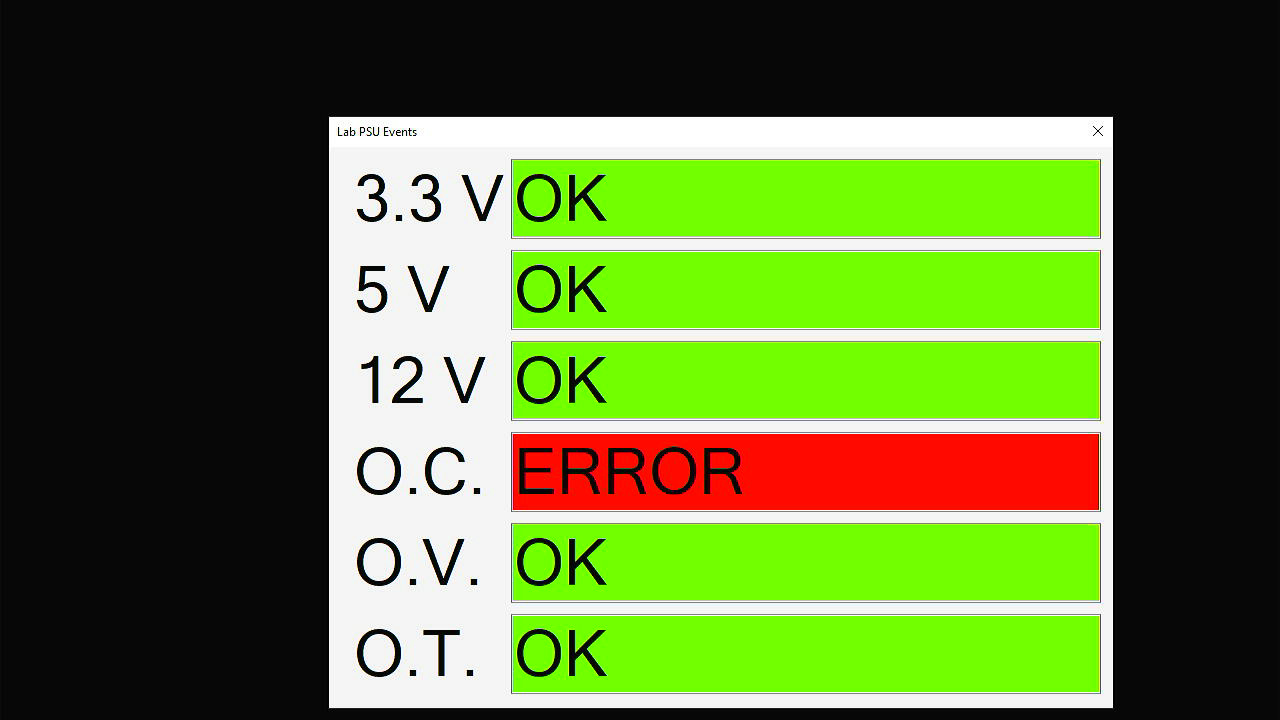 Lab PSU Events
3.3 V OK
5 V OK
12 V OK
O.C. ERROR
O.V. OK
O.T. OK